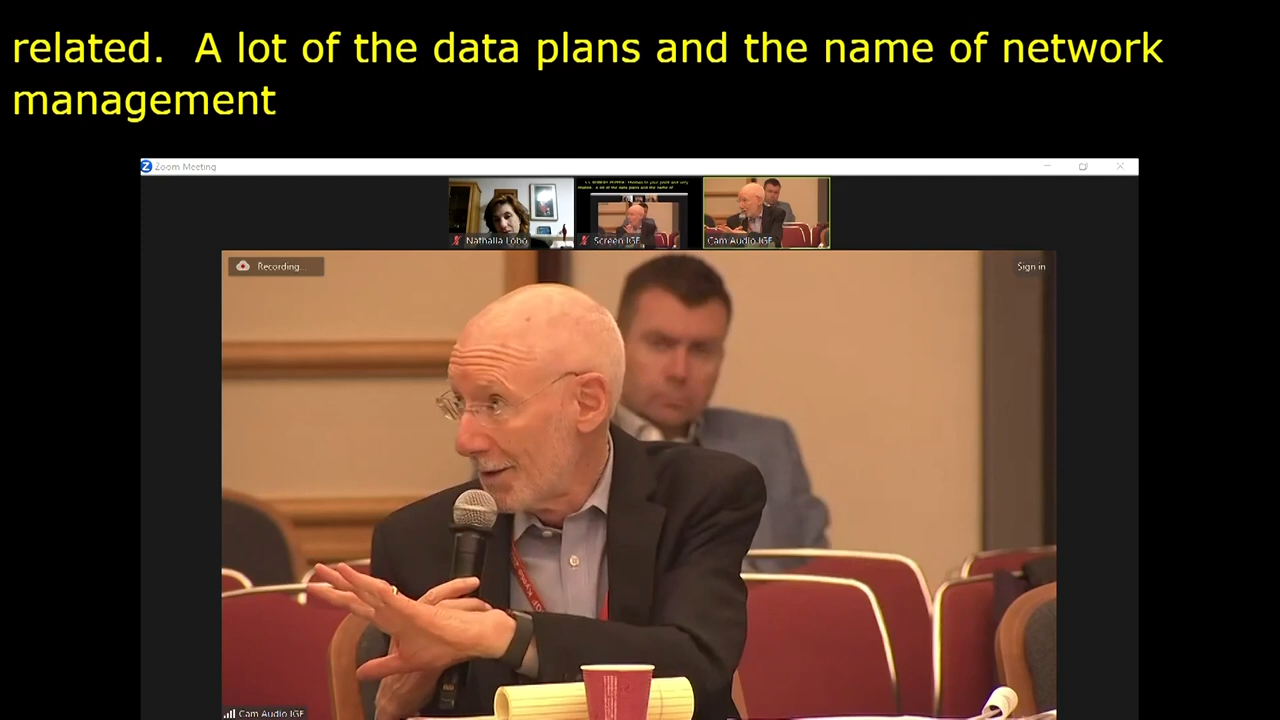 related.  A lot of the data plans and the name of network
management
Zoom Meeting
Nathalia Lobo
Screen IGF
Cam Audio IGF
Recording...
Sign in
Cam Audio IGF